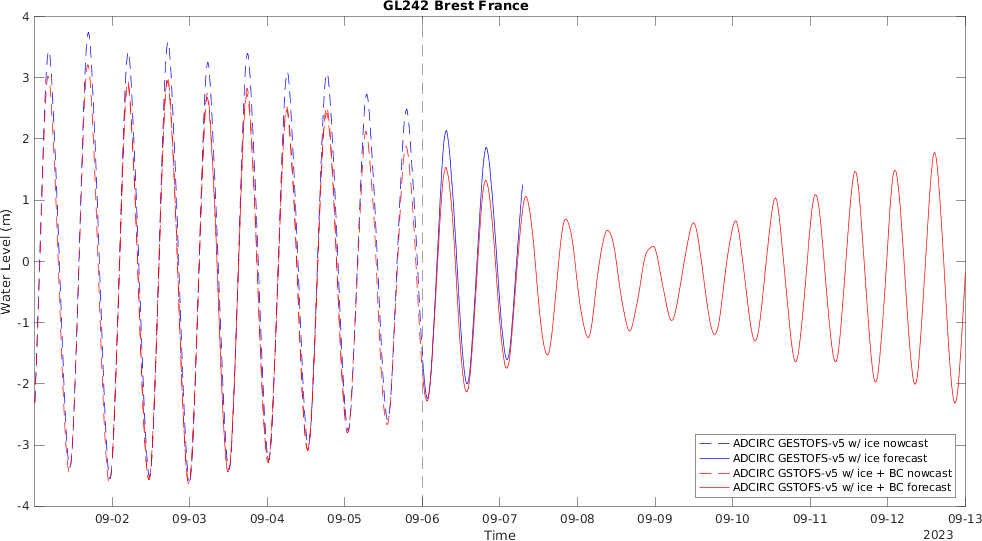 GL242 Brest France
4
3
2
1
0
-1
-2
-3
-4
Water Level (m)
ADCIRC GESTOFS-v5 w/ ice nowcast
ADCIRC GESTOFS-v5 w/ ice forecast
ADCIRC GSTOFS-v5 w/ ice + BC nowcast
ADCIRC GSTOFS-v5 w/ ice + BC forecast
09-02 09-03 09-04 09-05 09-06 09-07 09-08 09-09 09-10 09-11 09-12 09-13
Time
2023